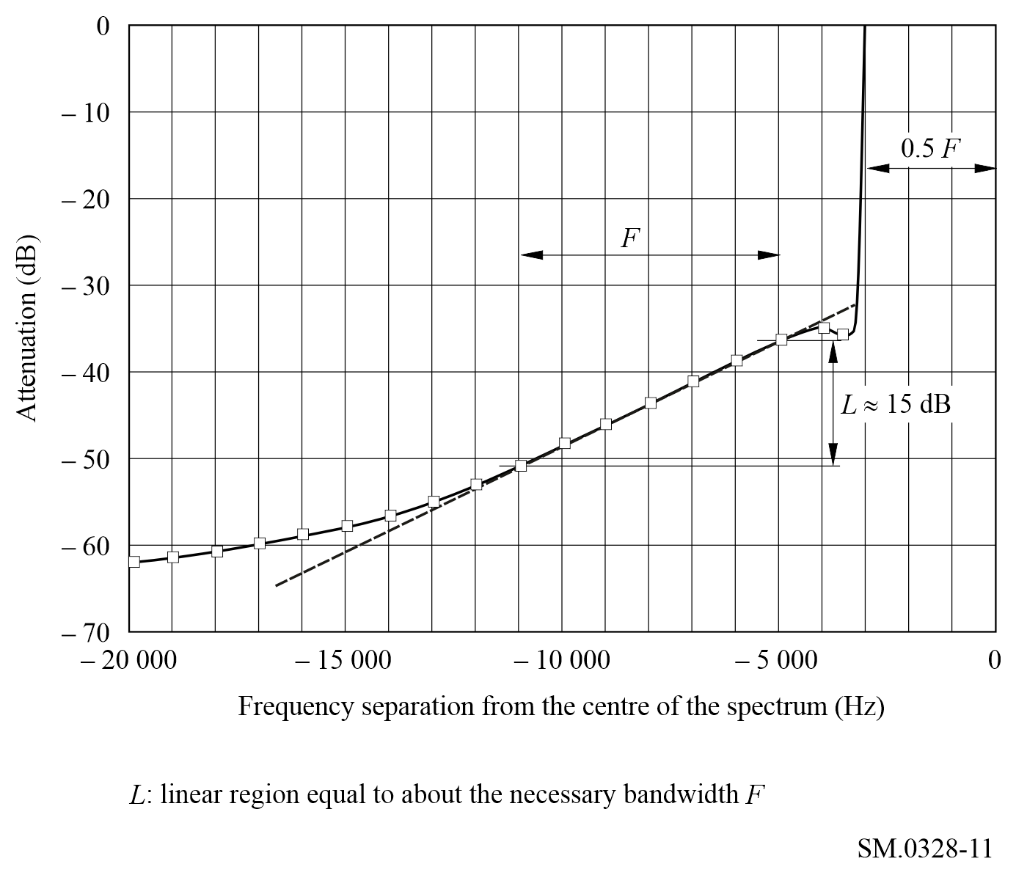 0
– 10
– 20
– 30
– 40
– 50
– 60
– 70
Attenuation (dB)
0.5 F
F
L ≈ 15 dB
– 20 000
– 15 000
– 10 000
– 5 000
0
Frequency separation from the centre of the spectrum (Hz)
L: linear region equal to about the necessary bandwidth F
SM.0328-11